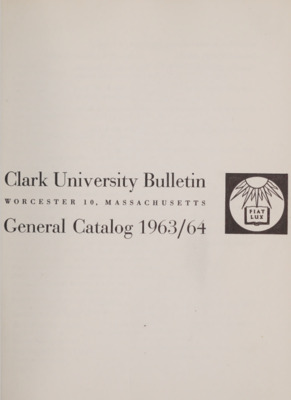 Clark University Bulletin
WORCESTER 10, MASSACHUSETTS
General Catalog 1963/64
FIAT
LUX